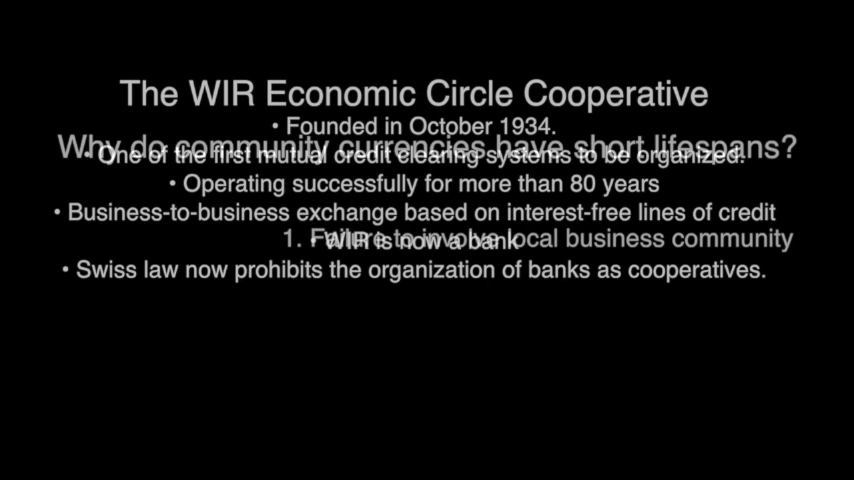 The WIR Economic Circle Cooperative
• Founded in October 1934.
Why do community currencies have short lifespans?
• One of the first mutual credit clearing systems to be organized.
• Operating successfully for more than 80 years
• Business-to-business exchange based on interest-free lines of credit
1. Failure to involve local business community
• WIR is now a bank
• Swiss law now prohibits the organization of banks as cooperatives.